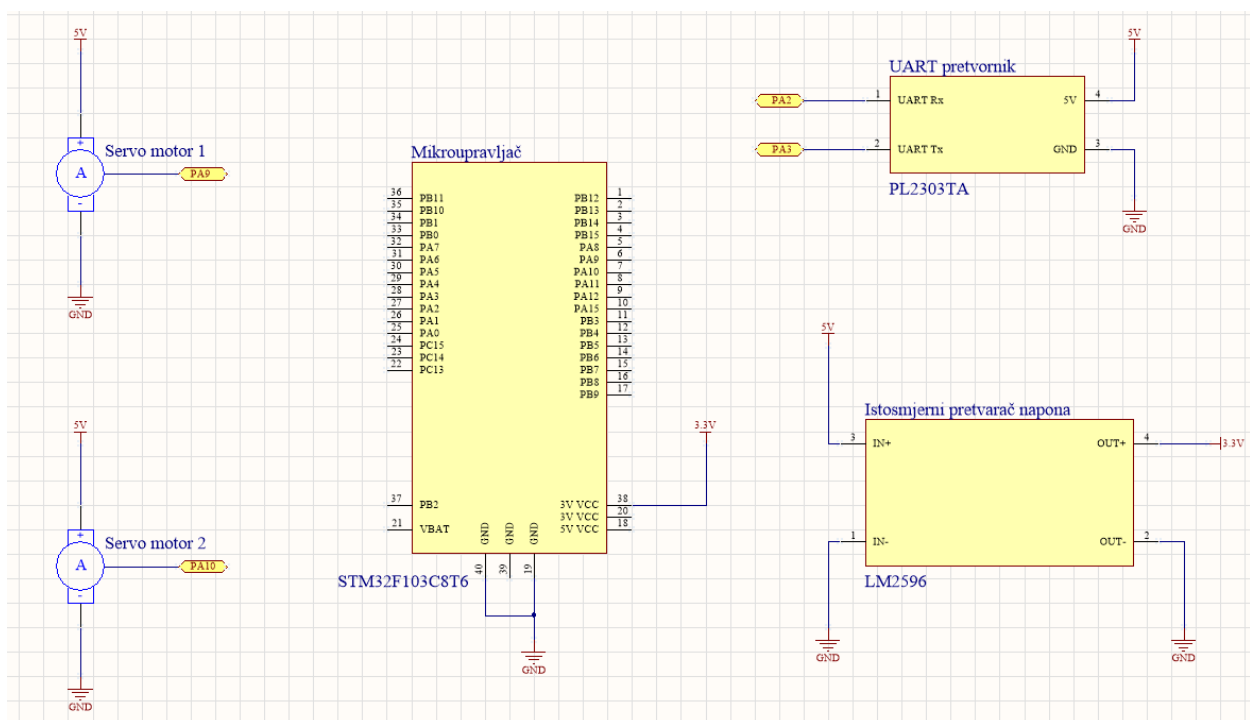 5V
Servo motor 1
+
A
-
PA9
GND
5V
Servo motor 2
+
A
-
PA10
GND
Mikroupravljač
36 PB11
35 PB10
34 PB1
33 PB0
32 PA7
31 PA6
30 PA5
29 PA4
28 PA3
27 PA2
26 PA1
25 PA0
24 PC15
23 PC14
22 PC13
37 PB2
21 VBAT
PB12 1
PB13 2
PB14 3
PB15 4
PA8 5
PA9 6
PA10 7
PA11 8
PA12 9
PA15 10
PB3 11
PB4 12
PB5 13
PB6 14
PB7 15
PB8 16
PB9 17
3V VCC 38
3V VCC 20
5V VCC 18
GND GND GND
40 39 19
STM32F103C8T6
GND
3.3V
UART pretvornik
PA2 1 UART Rx
PA3 2 UART Tx
5V 4
GND 3
PL2303TA
5V
GND
5V
Istosmjerni pretvarač napona
3 IN+
1 IN-
OUT+ 4
OUT- 2
3.3V
LM2596
GND
GND